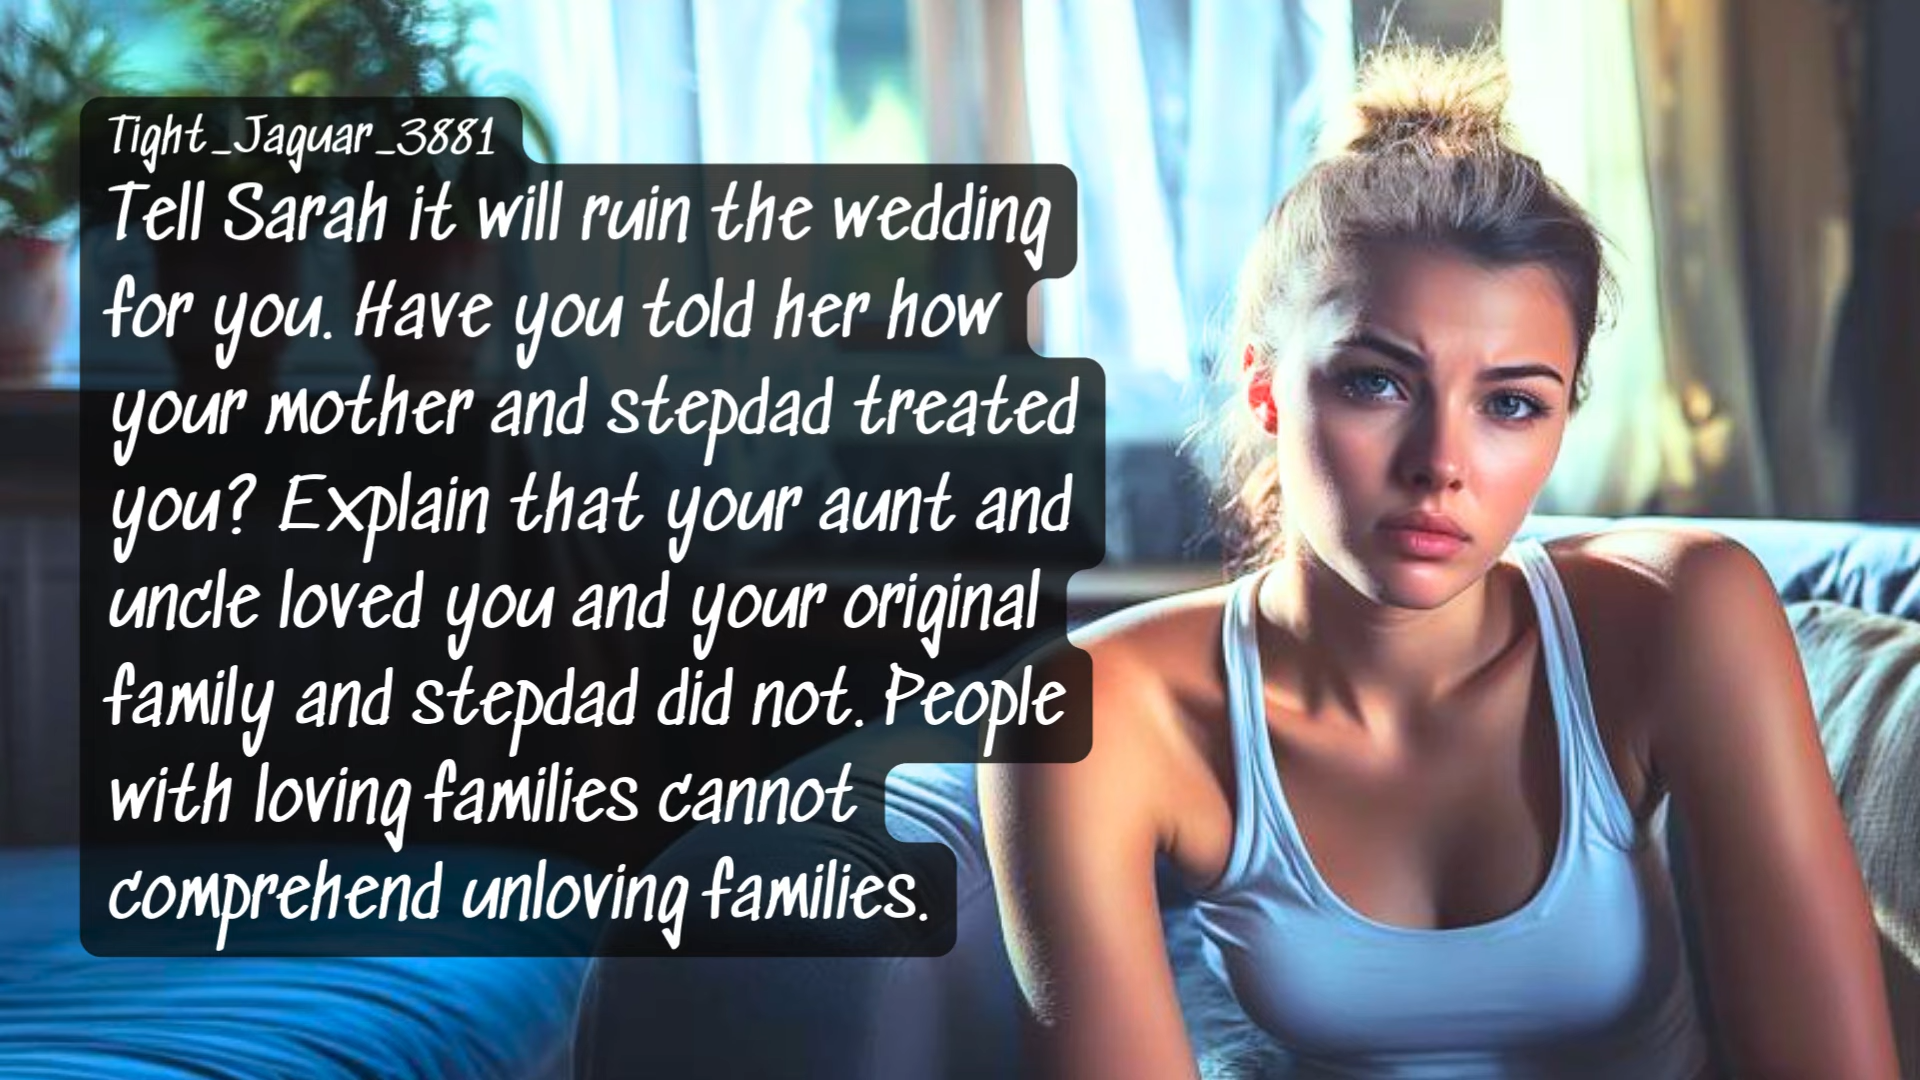 Tight_Jaguar_3881
Tell Sarah it will ruin the wedding
for you. Have you told her how
your mother and stepdad treated
you? Explain that your aunt and
uncle loved you and your original
family and stepdad did not. People
with loving families cannot
comprehend unloving families.